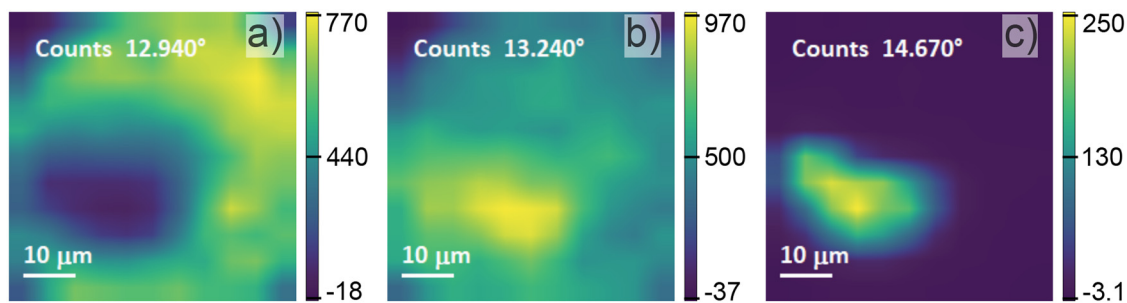 Counts 12.940°
a)
770
440
-18
10 µm
Counts 13.240°
b)
970
500
-37
10 µm
Counts 14.670°
c)
250
130
-3.1
10 µm